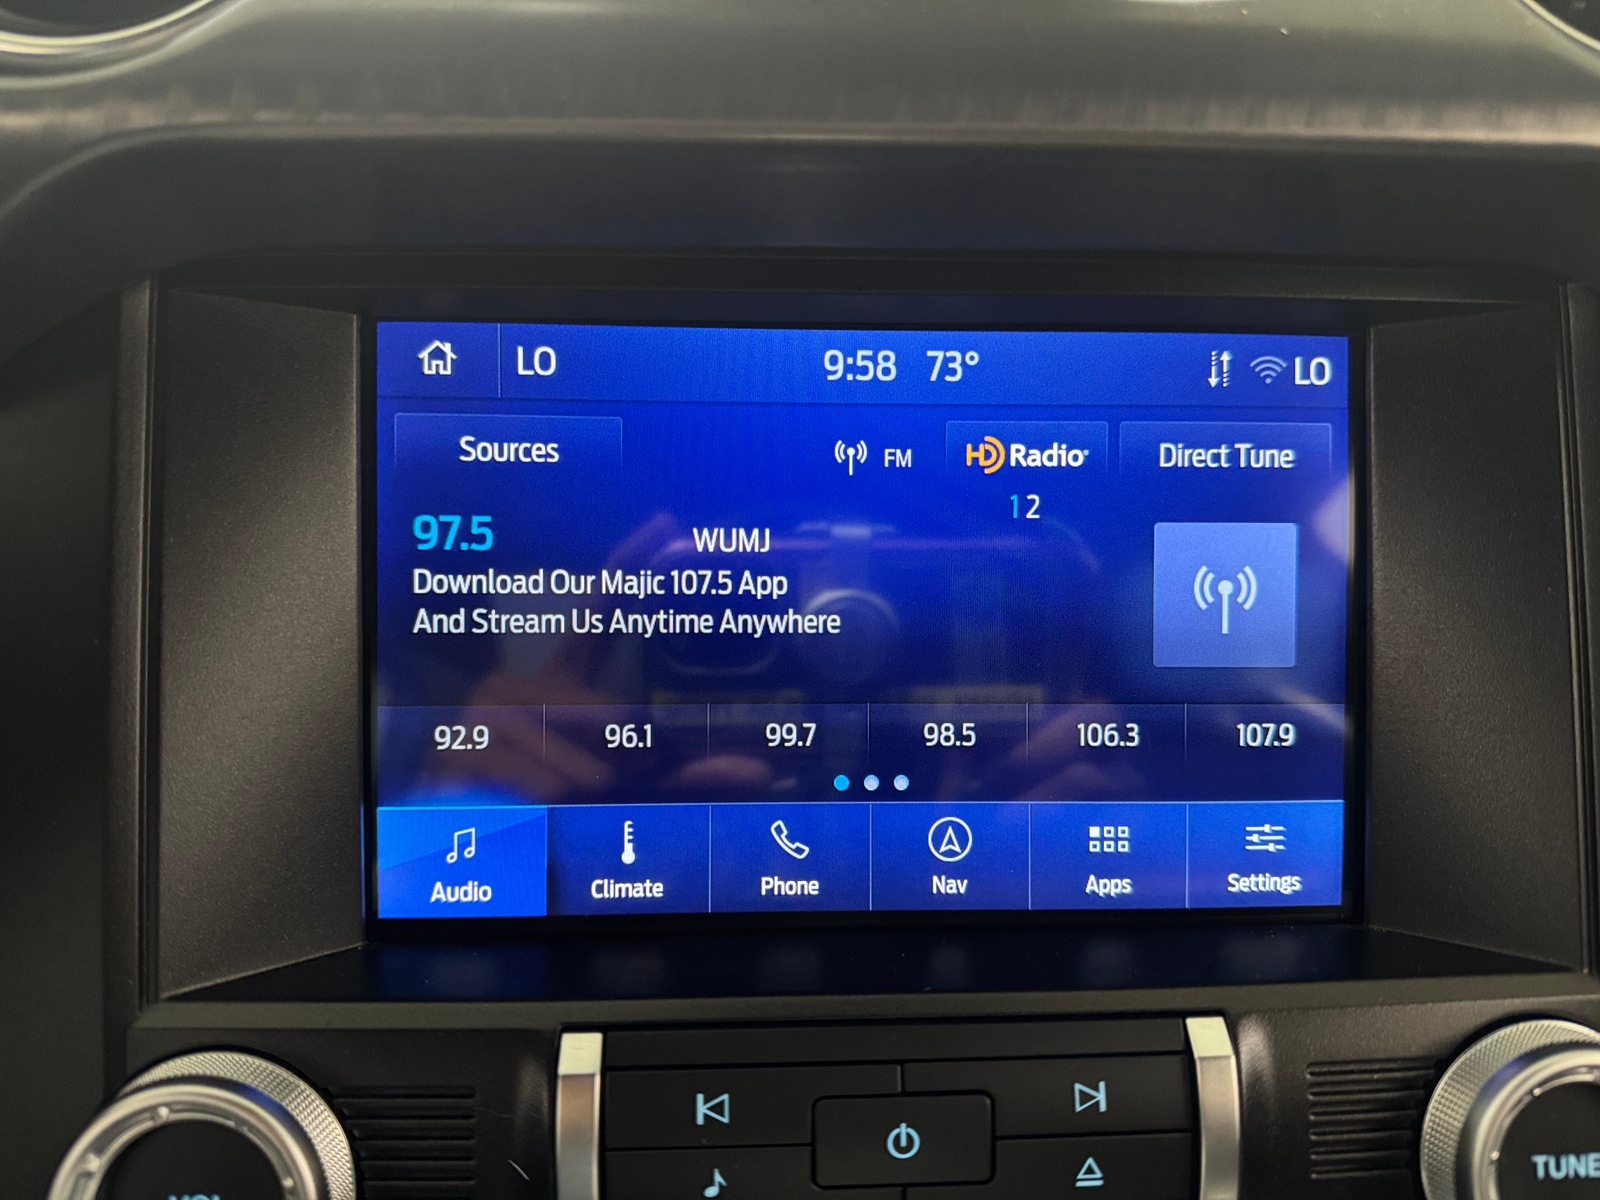 LO 9:58 73° LO
Sources FM HD Radio Direct Tune
1 2
97.5 WUMJ
Download Our Majic 107.5 App
And Stream Us Anytime Anywhere
92.9 96.1 99.7 98.5 106.3 107.9
Audio Climate Phone Nav Apps Settings
VOL TUNE